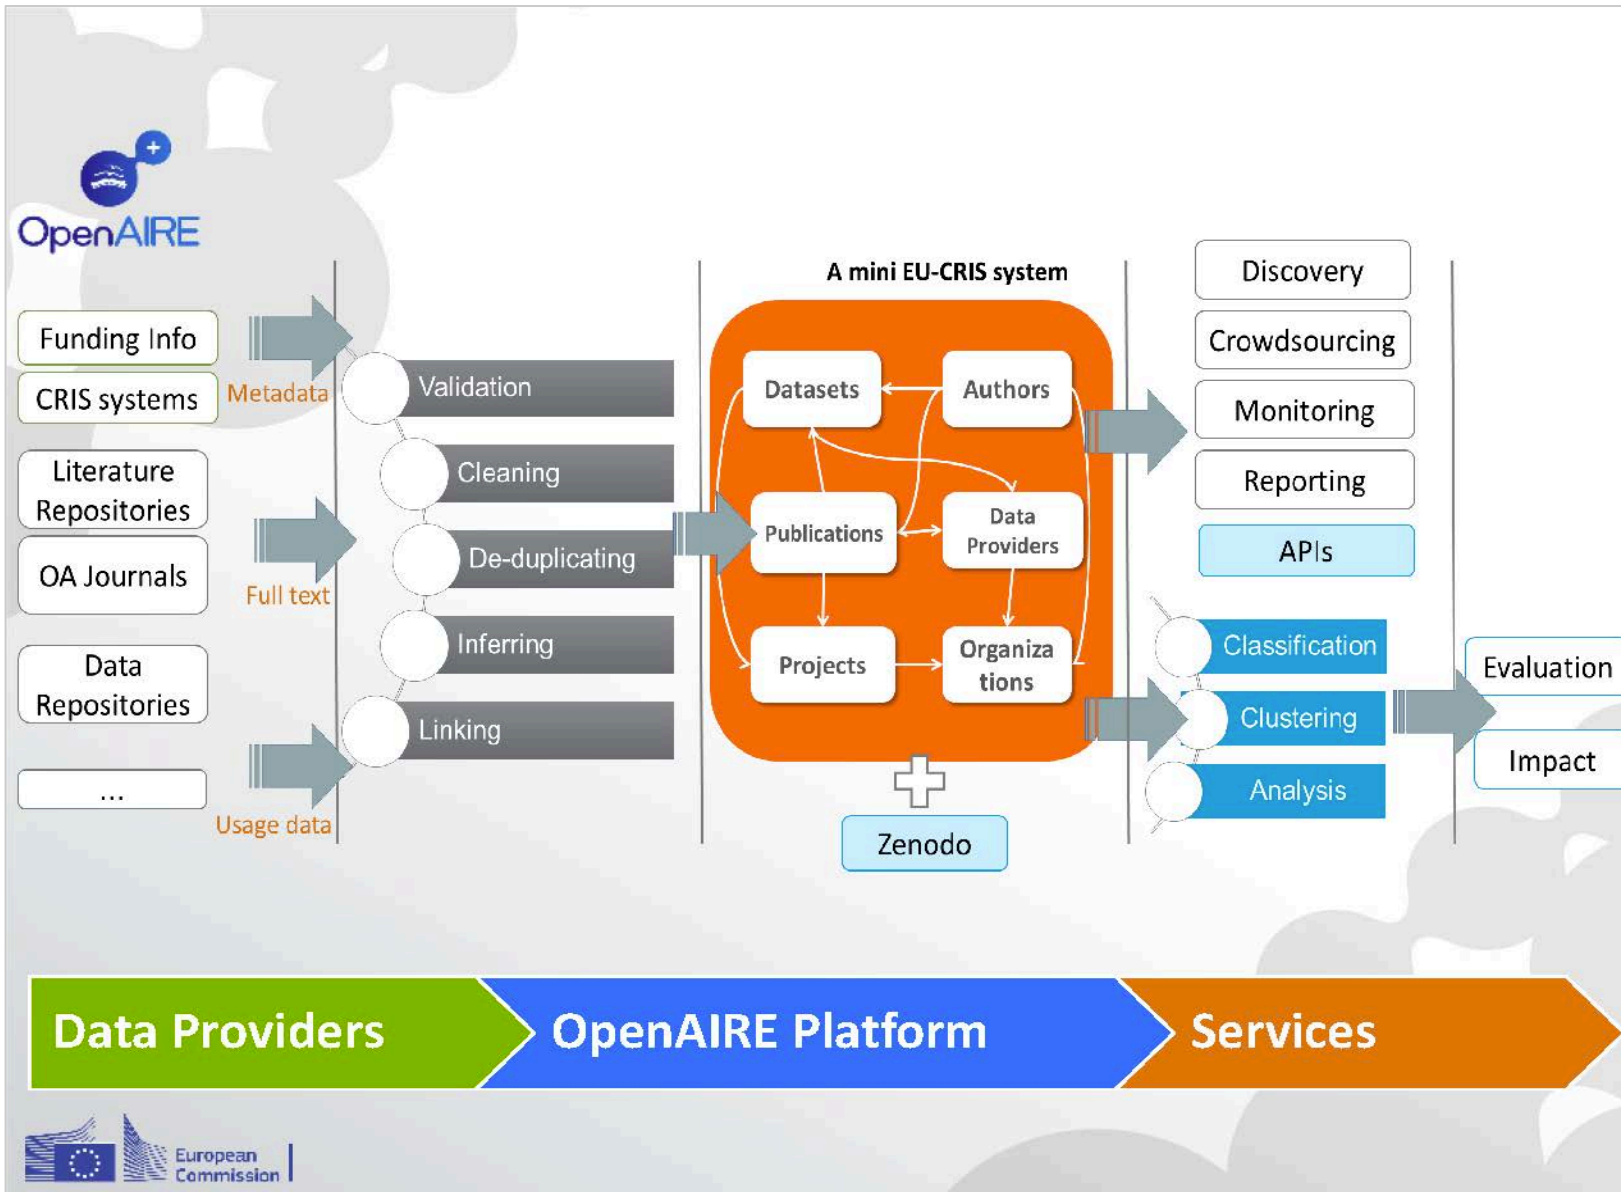 OpenAIRE
Funding Info
CRIS systems
Literature
Repositories
OA Journals
Data
Repositories
...
Metadata
Full text
Usage data
Validation
Cleaning
De-duplicating
Inferring
Linking
A mini EU-CRIS system
Datasets
Authors
Publications
Data
Providers
Projects
Organiza
tions
Zenodo
Discovery
Crowdsourcing
Monitoring
Reporting
APIs
Classification
Clustering
Analysis
Evaluation
Impact
Data Providers
OpenAIRE Platform
Services
European
Commission